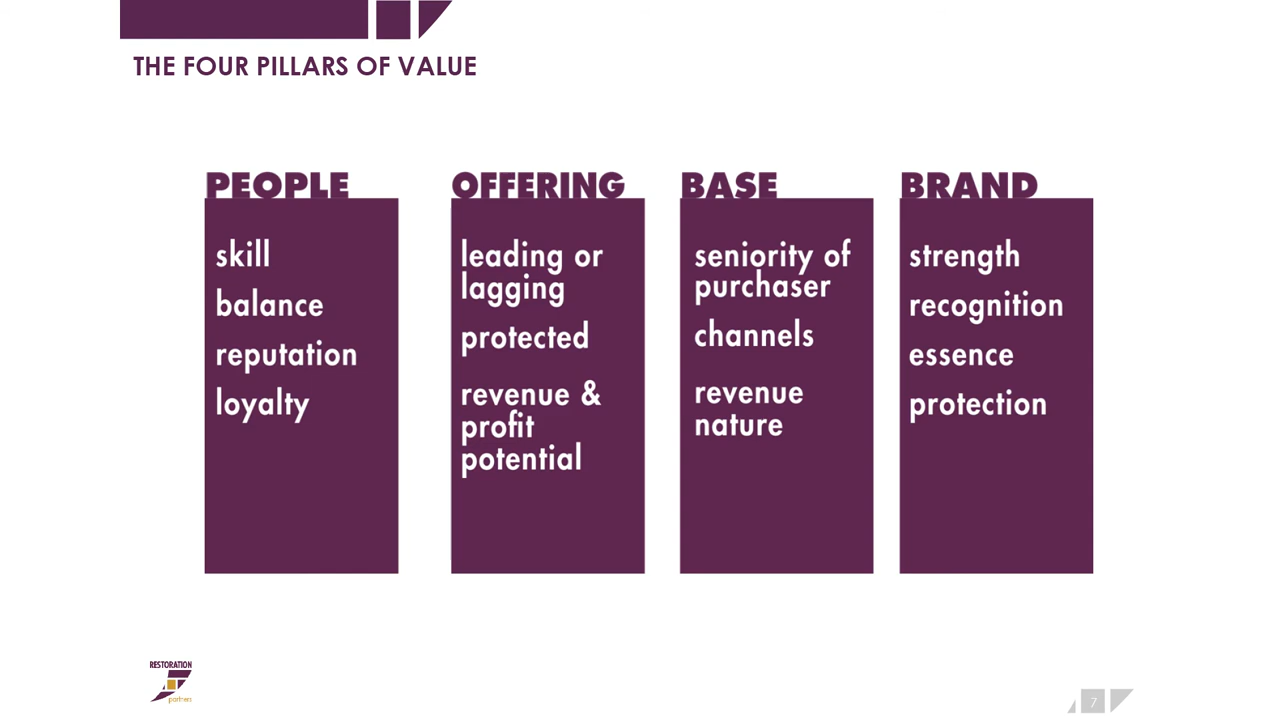 THE FOUR PILLARS OF VALUE
PEOPLE
skill
balance
reputation
loyalty
OFFERING
leading or
lagging
protected
revenue &
profit
potential
BASE
seniority of
purchaser
channels
revenue
nature
BRAND
strength
recognition
essence
protection
RESTORATION
partners
7